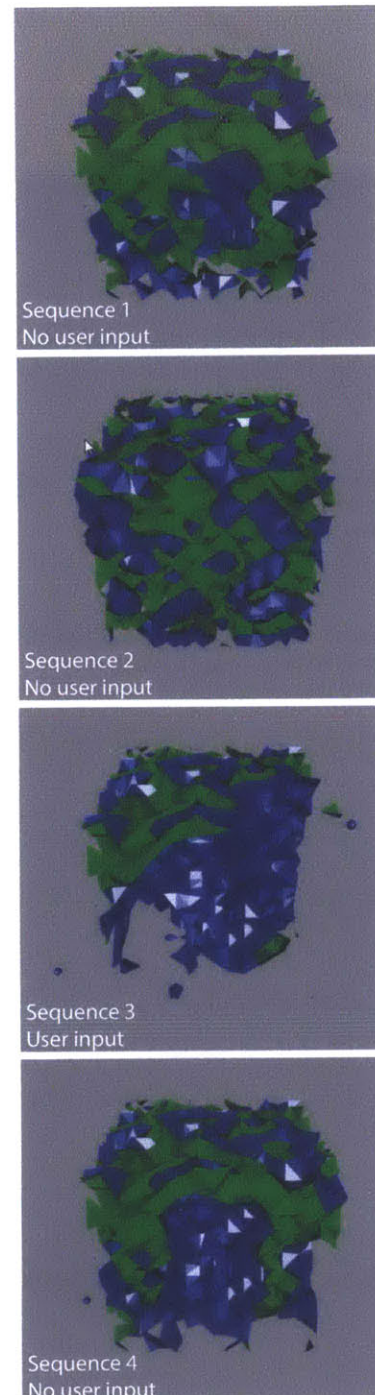 Sequence 1
No user input
Sequence 2
No user input
Sequence 3
User input
Sequence 4
No user input